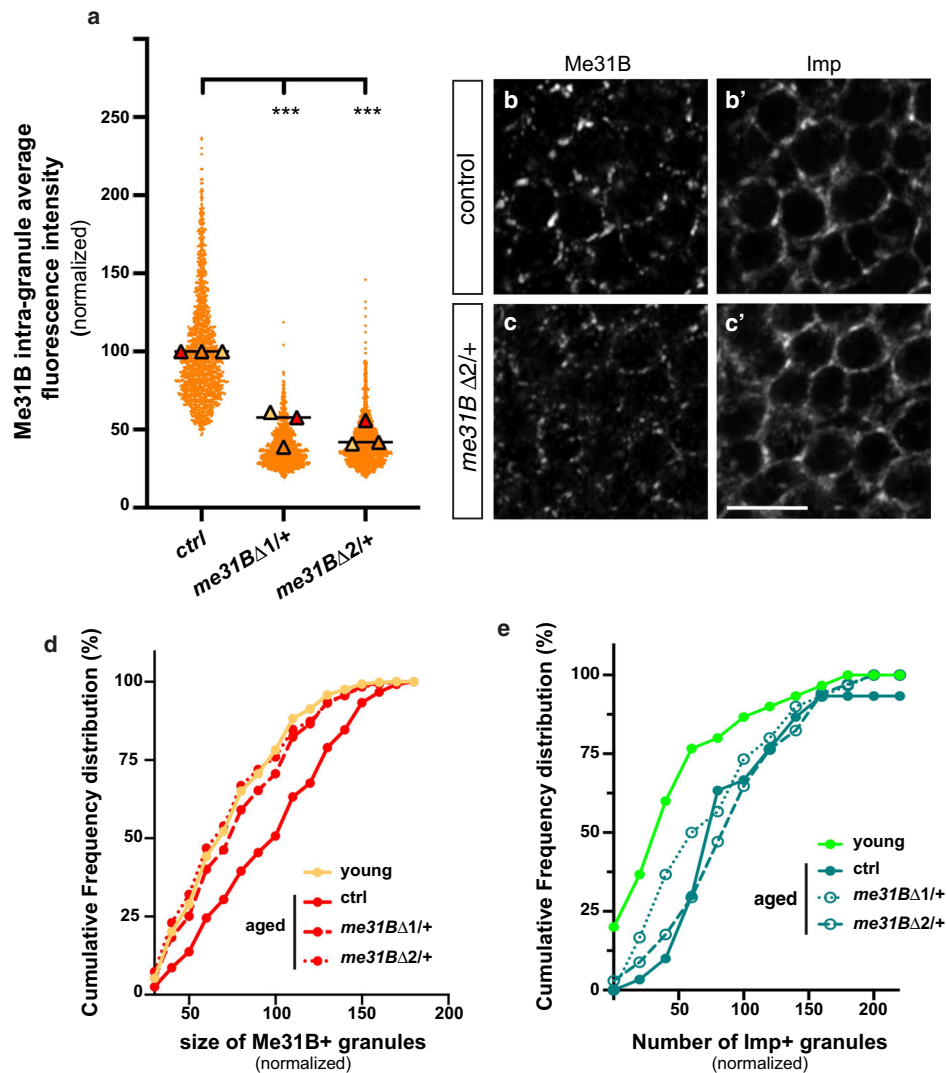 a
Me31B intra-granule average
fluorescence intensity
(normalized)
250
200
150
100
50
0
***
***
ctrl
me31BΔ1/+
me31BΔ2/+
Me31B
Imp
control
b
b'
me31B Δ2/+
c
c'
d
Cumulative Frequency distribution (%)
100
75
50
25
0
50
100
150
200
size of Me31B+ granules
(normalized)
young
ctrl
aged
me31BΔ1/+
me31BΔ2/+
e
Cumulative Frequency distribution (%)
100
75
50
25
0
50
100
150
200
Number of Imp+ granules
(normalized)
young
ctrl
aged
me31BΔ1/+
me31BΔ2/+